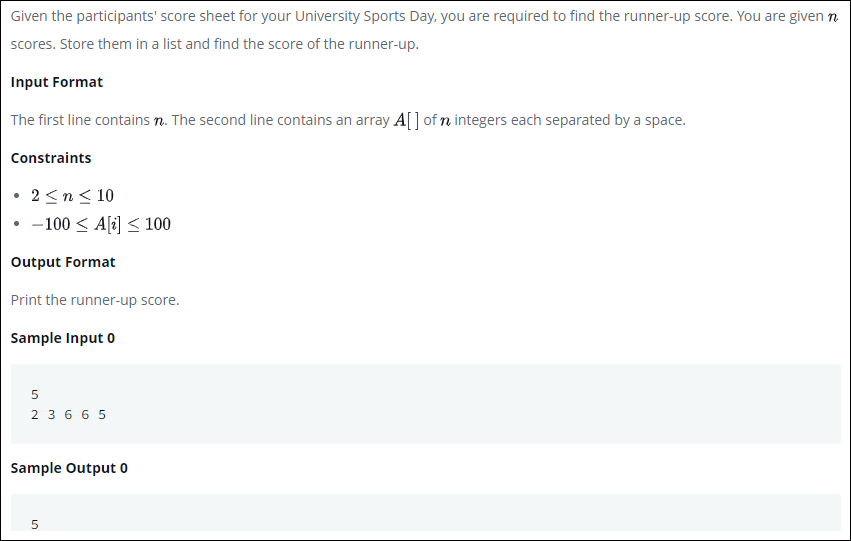 Given the participants' score sheet for your University Sports Day, you are required to find the runner-up score. You are given n
scores. Store them in a list and find the score of the runner-up.
Input Format
The first line contains n. The second line contains an array A[] of n integers each separated by a space.
Constraints
• 2 ≤ n ≤ 10
• −100 ≤ A[i] ≤ 100
Output Format
Print the runner-up score.
Sample Input 0
5
2 3 6 6 5
Sample Output 0
5